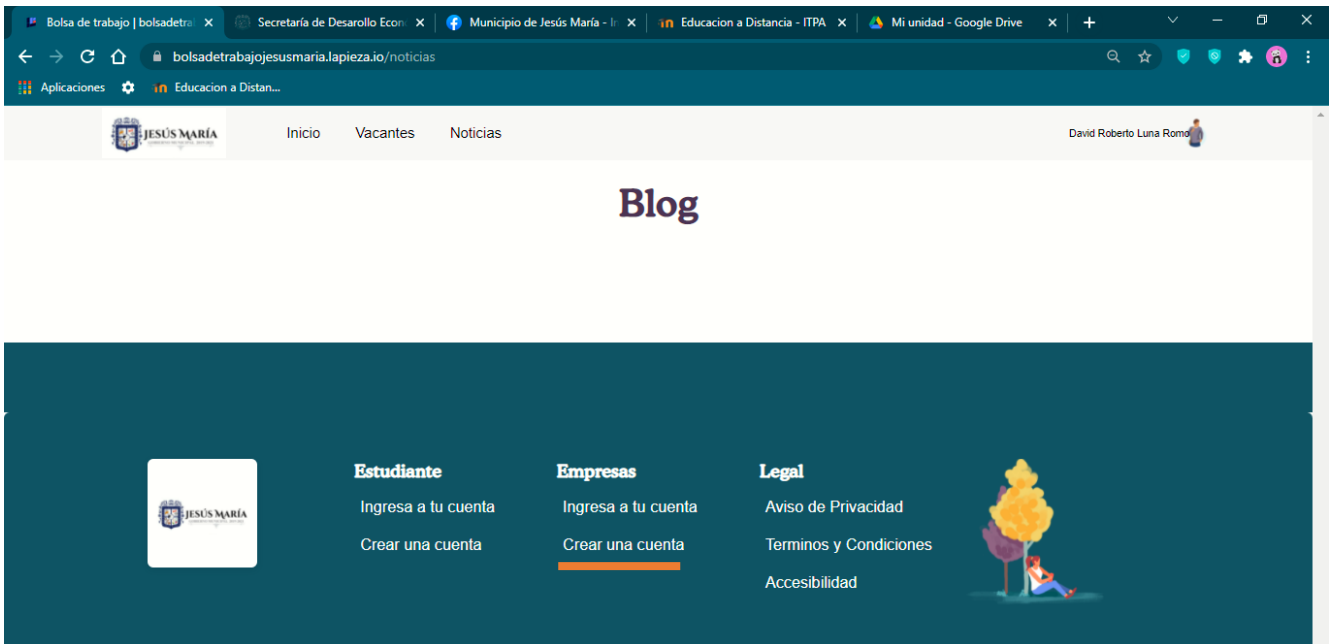 Bolsa de trabajo | bolsadetra
Secretaría de Desarollo Econ
Municipio de Jesús María - In
Educacion a Distancia - ITPA
Mi unidad - Google Drive
bolsadetrabajojesusmaria.lapieza.io/noticias
Aplicaciones
Educacion a Distan...
JESÚS MARÍA
Inicio
Vacantes
Noticias
David Roberto Luna Romo
Blog
JESÚS MARÍA
Estudiante
Ingresa a tu cuenta
Crear una cuenta
Empresas
Ingresa a tu cuenta
Crear una cuenta
Legal
Aviso de Privacidad
Terminos y Condiciones
Accesibilidad